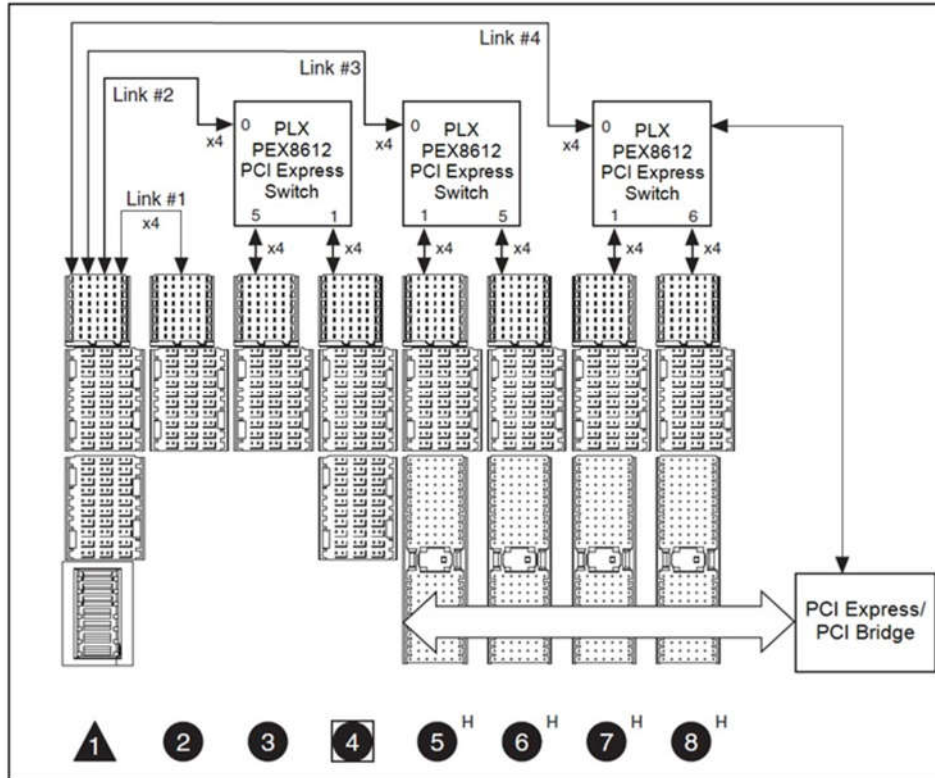 Link #4
Link #3
Link #2
Link #1
x4
0
x4
PLX
PEX8612
PCI Express
Switch
5
1
x4
x4
0
x4
PLX
PEX8612
PCI Express
Switch
1
5
x4
x4
0
x4
PLX
PEX8612
PCI Express
Switch
1
6
x4
x4
PCI Express/
PCI Bridge
1
2
3
4
5 H
6 H
7 H
8 H